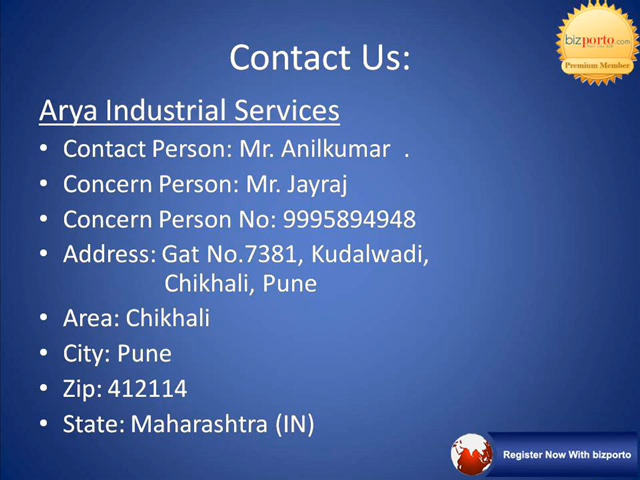 bizporto.com
Premium Member
Contact Us:
Arya Industrial Services
• Contact Person: Mr. Anilkumar .
• Concern Person: Mr. Jayraj
• Concern Person No: 9995894948
• Address: Gat No.7381, Kudalwadi,
Chikhali, Pune
• Area: Chikhali
• City: Pune
• Zip: 412114
• State: Maharashtra (IN)
Register Now With bizporto